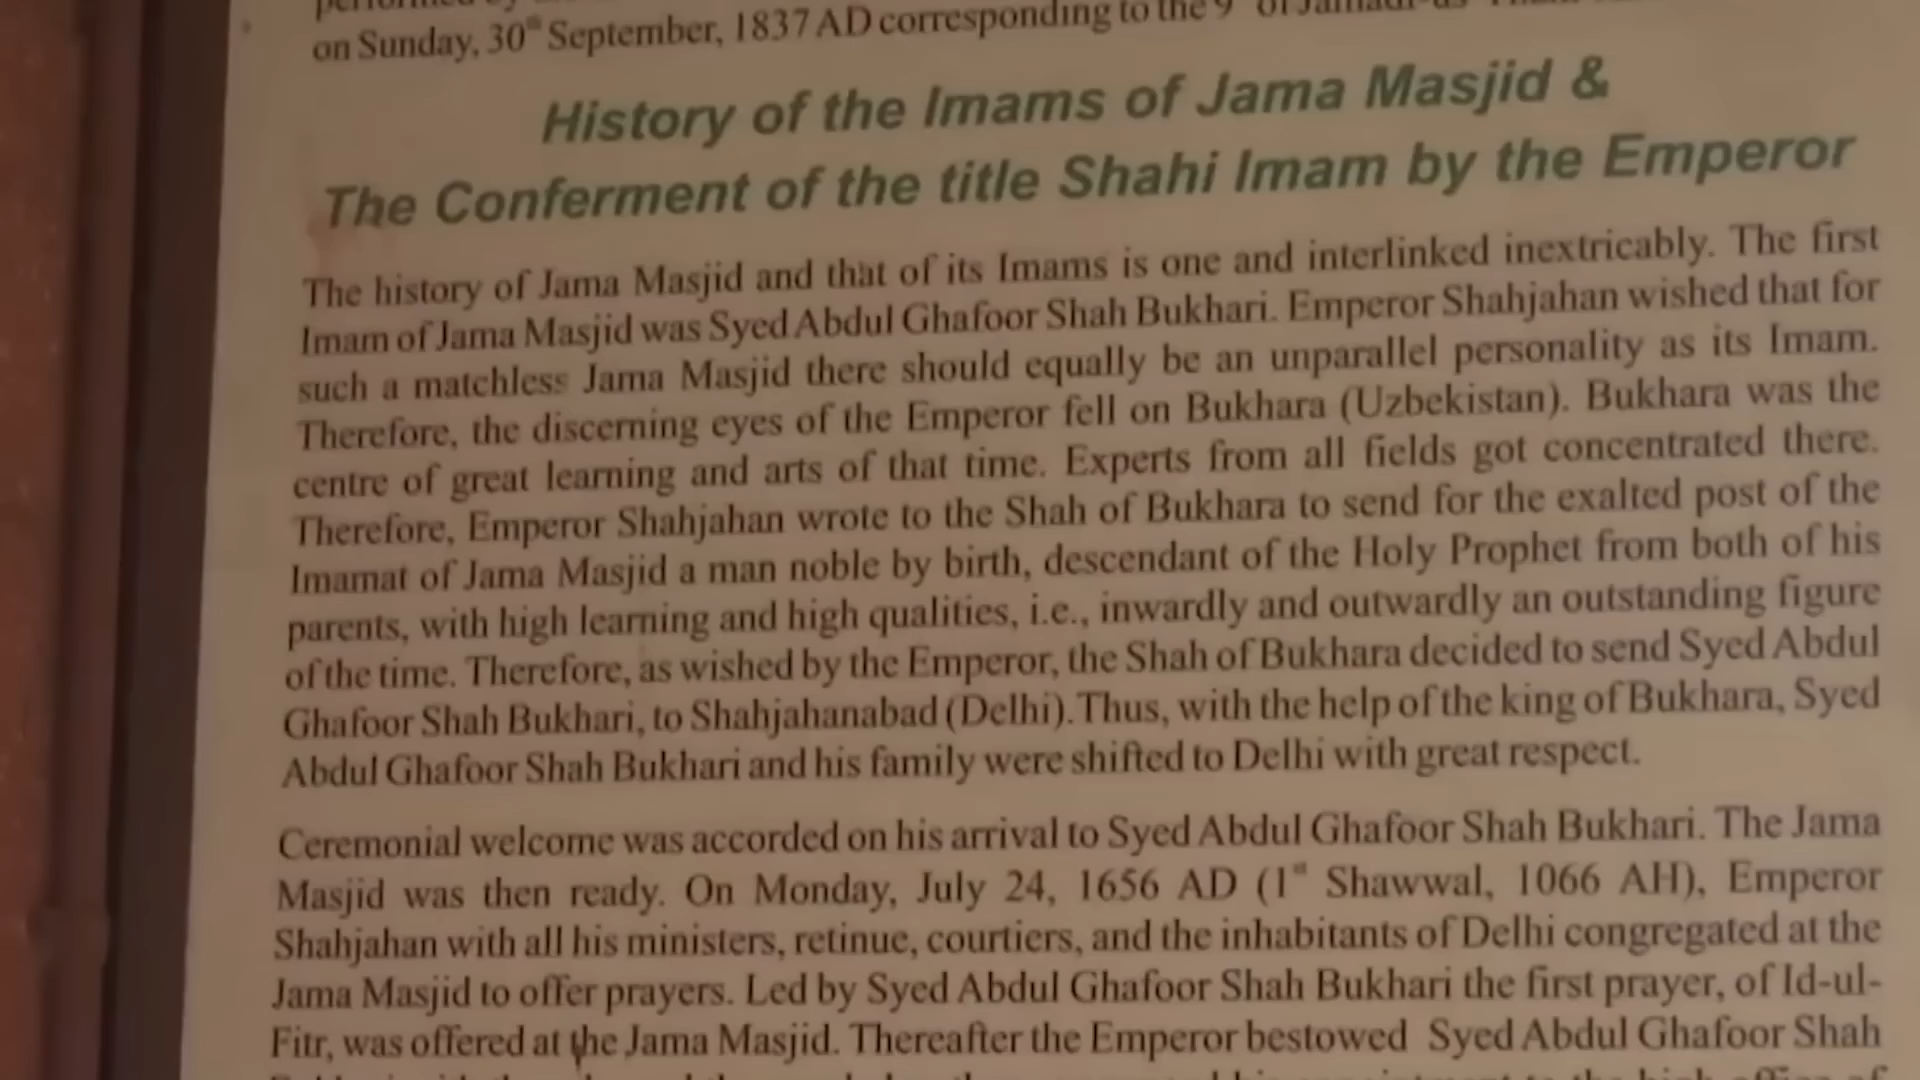 on Sunday, 30th September, 1837 AD corresponding to the 9
History of the Imams of Jama Masjid &
The Conferment of the title Shahi Imam by the Emperor
The history of Jama Masjid and that of its Imams is one and interlinked inextricably. The first
Imam of Jama Masjid was Syed Abdul Ghafoor Shah Bukhari. Emperor Shahjahan wished that for
such a matchless Jama Masjid there should equally be an unparallel personality as its Imam.
Therefore, the discerning eyes of the Emperor fell on Bukhara (Uzbekistan). Bukhara was the
centre of great learning and arts of that time. Experts from all fields got concentrated there.
Therefore, Emperor Shahjahan wrote to the Shah of Bukhara to send for the exalted post of the
Imamat of Jama Masjid a man noble by birth, descendant of the Holy Prophet from both of his
parents, with high learning and high qualities, i.e., inwardly and outwardly an outstanding figure
of the time. Therefore, as wished by the Emperor, the Shah of Bukhara decided to send Syed Abdul
Ghafoor Shah Bukhari, to Shahjahanabad (Delhi). Thus, with the help of the king of Bukhara, Syed
Abdul Ghafoor Shah Bukhari and his family were shifted to Delhi with great respect.
Ceremonial welcome was accorded on his arrival to Syed Abdul Ghafoor Shah Bukhari. The Jama
Masjid was then ready. On Monday, July 24, 1656 AD (1st Shawwal, 1066 AH), Emperor
Shahjahan with all his ministers, retinue, courtiers, and the inhabitants of Delhi congregated at the
Jama Masjid to offer prayers. Led by Syed Abdul Ghafoor Shah Bukhari the first prayer, of Id-ul-
Fitr, was offered at the Jama Masjid. Thereafter the Emperor bestowed Syed Abdul Ghafoor Shah